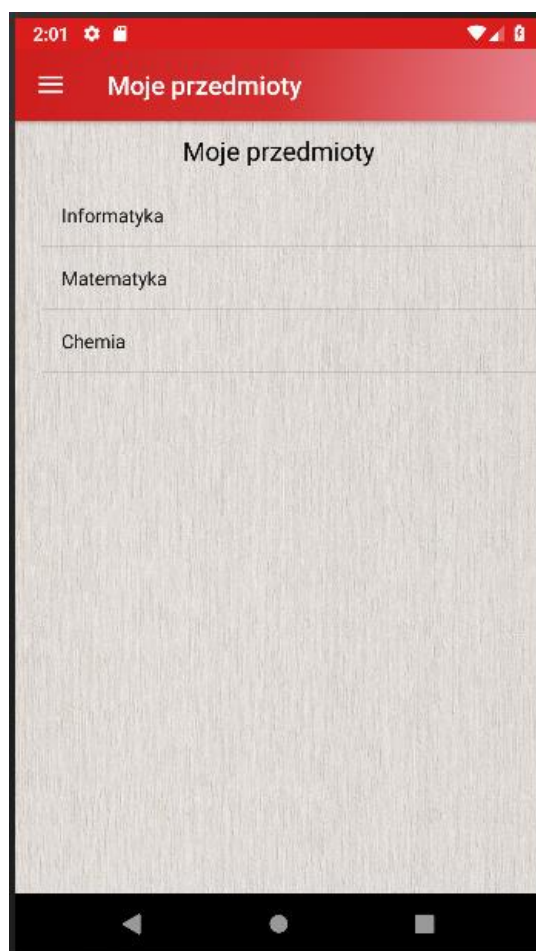 2:01
Moje przedmioty
Moje przedmioty
Informatyka
Matematyka
Chemia